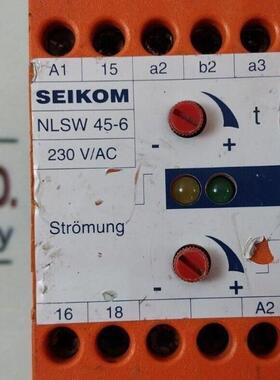 A1 15 a2 b2 a3
SEIKOM
NLSW 45-6
230 V/AC
t
- +
Strömung
- +
16 18 A2